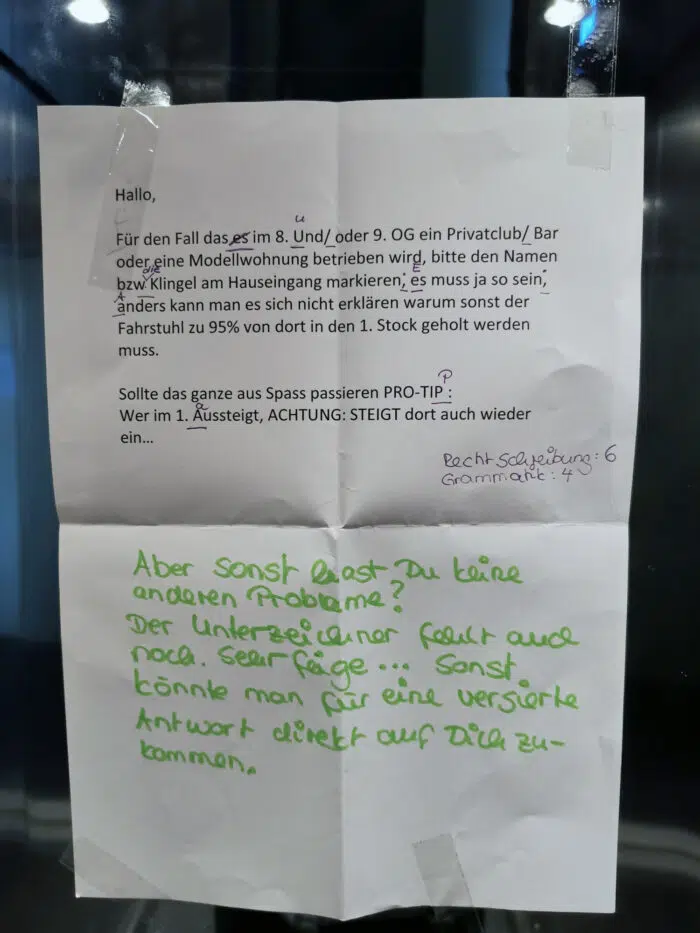 Hallo,
u
Für den Fall das es im 8. Und/ oder 9. OG ein Privatclub/ Bar
oder eine Modellwohnung betrieben wird, bitte den Namen
die E
bzw Klingel am Hauseingang markieren, es muss ja so sein,
A
anders kann man es sich nicht erklären warum sonst der
Fahrstuhl zu 95% von dort in den 1. Stock geholt werden
muss.
P
Sollte das ganze aus Spass passieren PRO-TIP :
a
Wer im 1. Aussteigt, ACHTUNG: STEIGT dort auch wieder
ein...
Rechtschreibung: 6
Grammatik: 4
Aber sonst hast Du keine
anderen Probleme?
Der Unterzeichner fehlt auch
noch. Sehr feige... Sonst
könnte man für eine versierte
Antwort direkt auf Dich zu-
kommen.